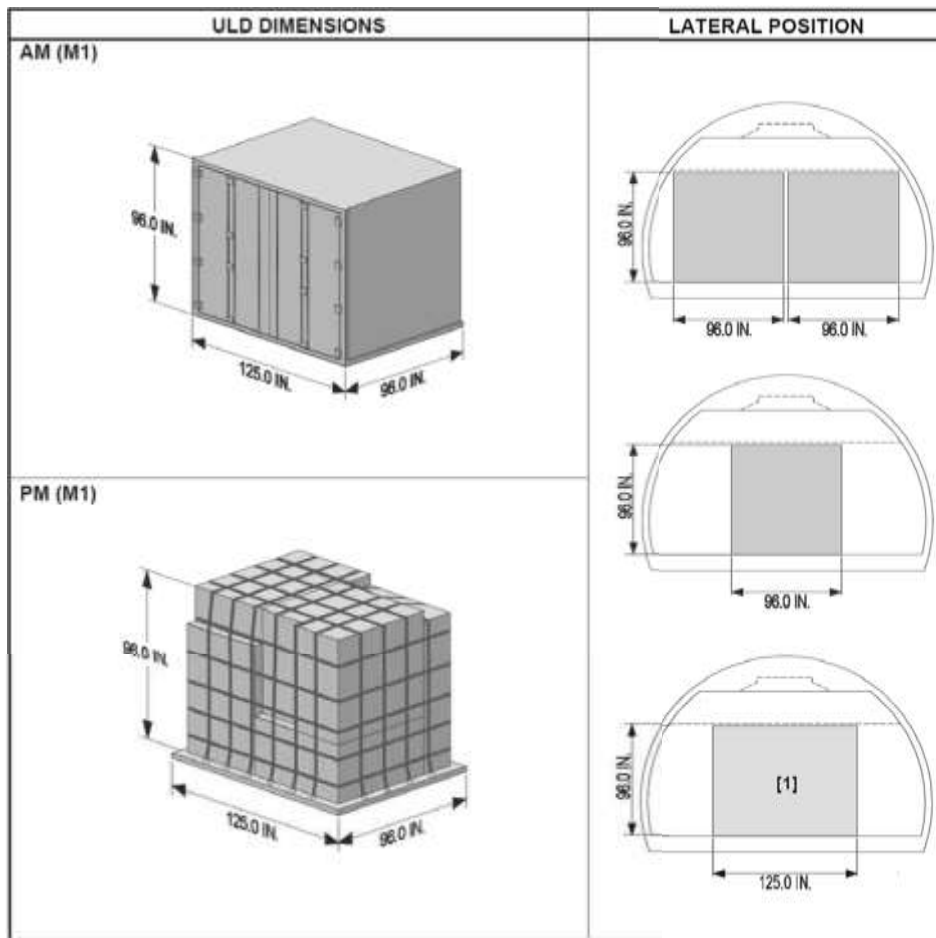 ULD DIMENSIONS
LATERAL POSITION
AM (M1)
96.0 IN.
125.0 IN.
96.0 IN.
96.0 IN.
96.0 IN.
96.0 IN.
96.0 IN.
96.0 IN.
PM (M1)
96.0 IN.
125.0 IN.
96.0 IN.
96.0 IN.
[1]
125.0 IN.